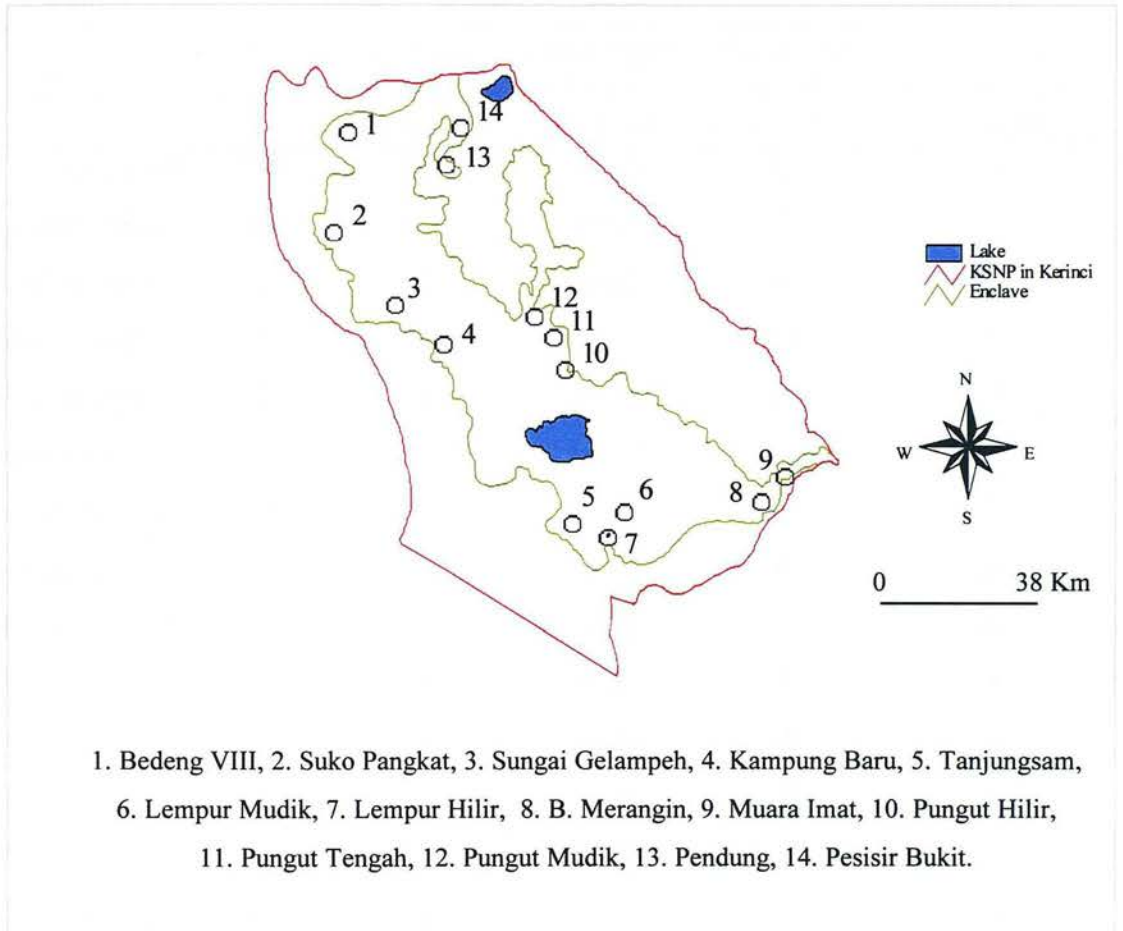 14
1
13
2
3
12
4
11
10
9
8
5
6
7
Lake
KSNP in Kerinci
Enclave
N
W
E
S
0 38 Km
1. Bedeng VIII, 2. Suko Pangkat, 3. Sungai Gelampeh, 4. Kampung Baru, 5. Tanjungsam,
6. Lempur Mudik, 7. Lempur Hilir, 8. B. Merangin, 9. Muara Imat, 10. Pungut Hilir,
11. Pungut Tengah, 12. Pungut Mudik, 13. Pendung, 14. Pesisir Bukit.